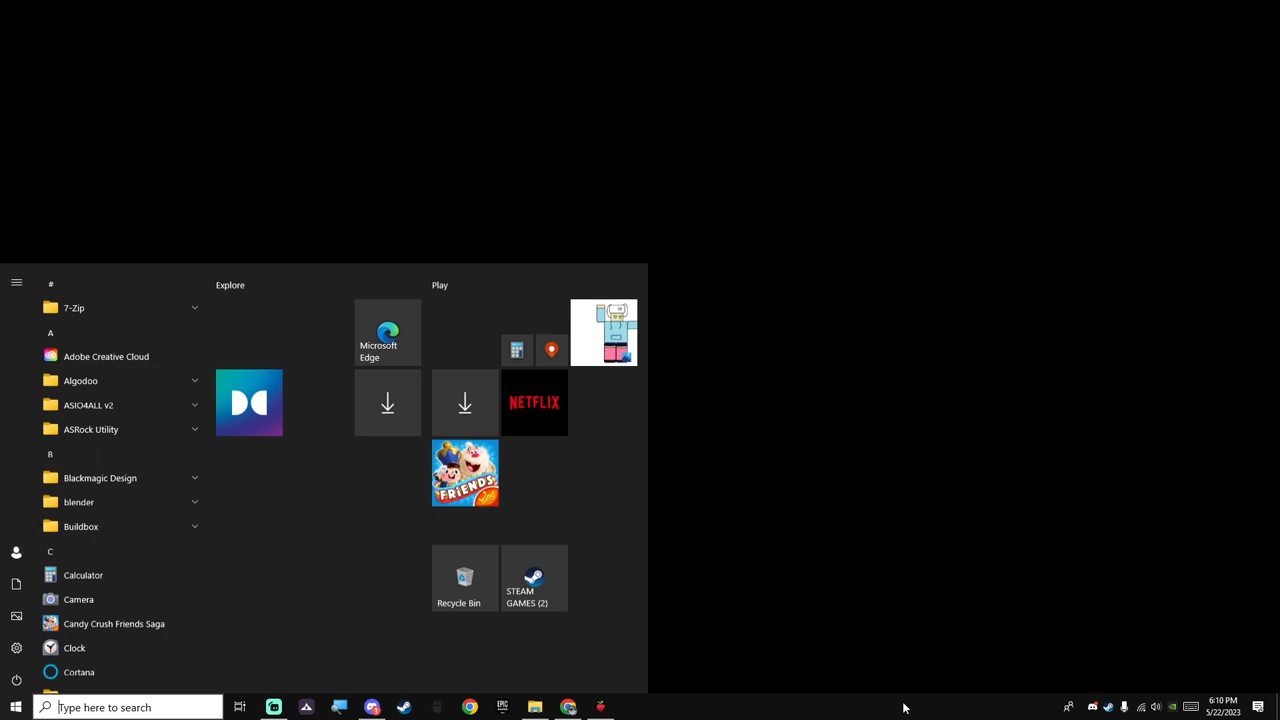 Explore
Play
#
7-Zip
A
Adobe Creative Cloud
Algodoo
ASIO4ALL v2
ASRock Utility
B
Blackmagic Design
blender
Buildbox
C
Calculator
Camera
Candy Crush Friends Saga
Clock
Cortana
Microsoft
Edge
NETFLIX
FRIENDS
King
Recycle Bin
STEAM
GAMES (2)
Type here to search
EPIC
6:10 PM
5/22/2023